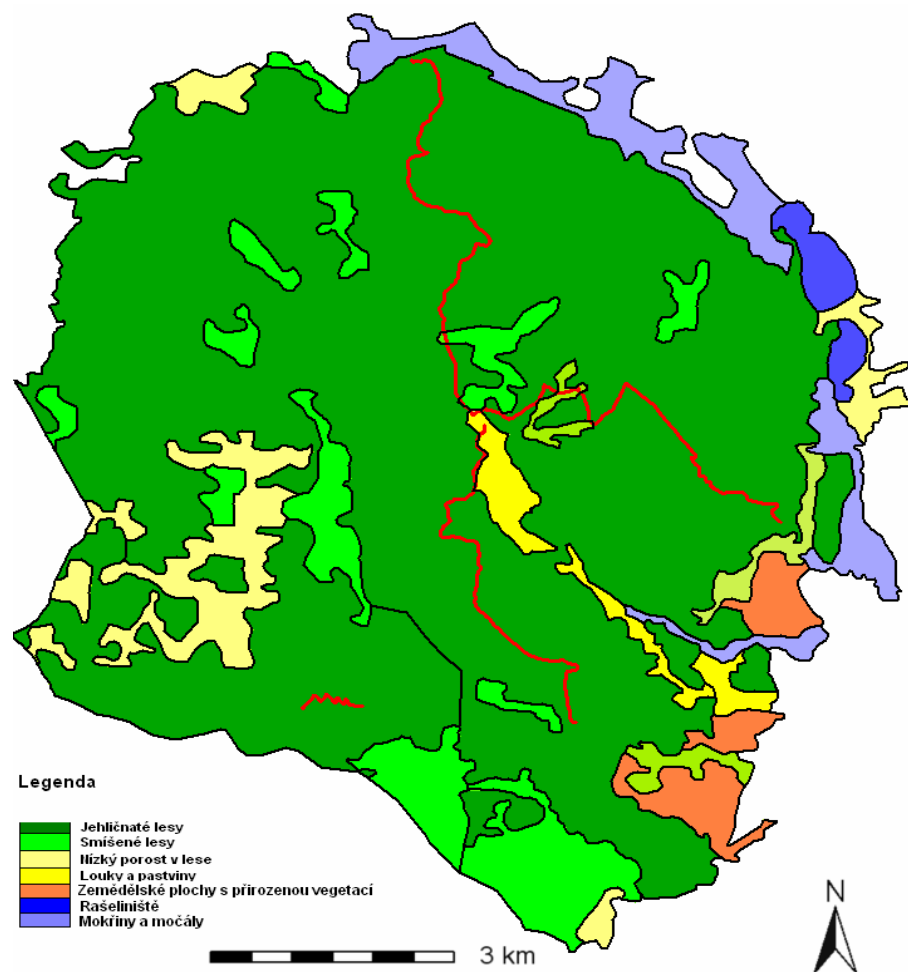 Legenda
Jehličnaté lesy
Smíšené lesy
Nízký porost v lese
Louky a pastviny
Zemědělské plochy s přirozenou vegetací
Rašeliniště
Mokřiny a močály
3 km
N